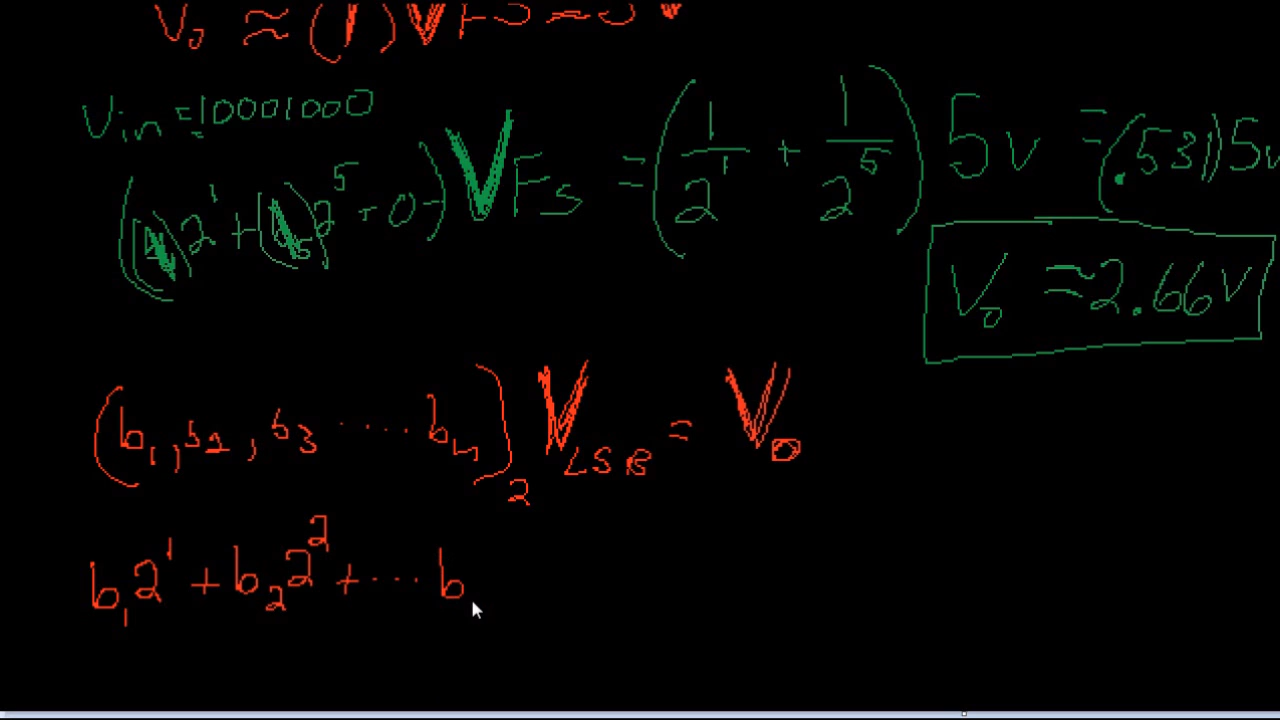 V₀ ≈ (1)VFS = 5V
Vin = 10001000
((b₁)2¹ + (b₅)2⁵ + 0-)VFS = (1/2¹ + 1/2⁵) 5v = (.531)5v
V₀ ≈ 2.66v
(b₁, b₂, b₃ ····· bₙ)₂ VLSB = V₀
b₁2¹ + b₂2² + ··· b